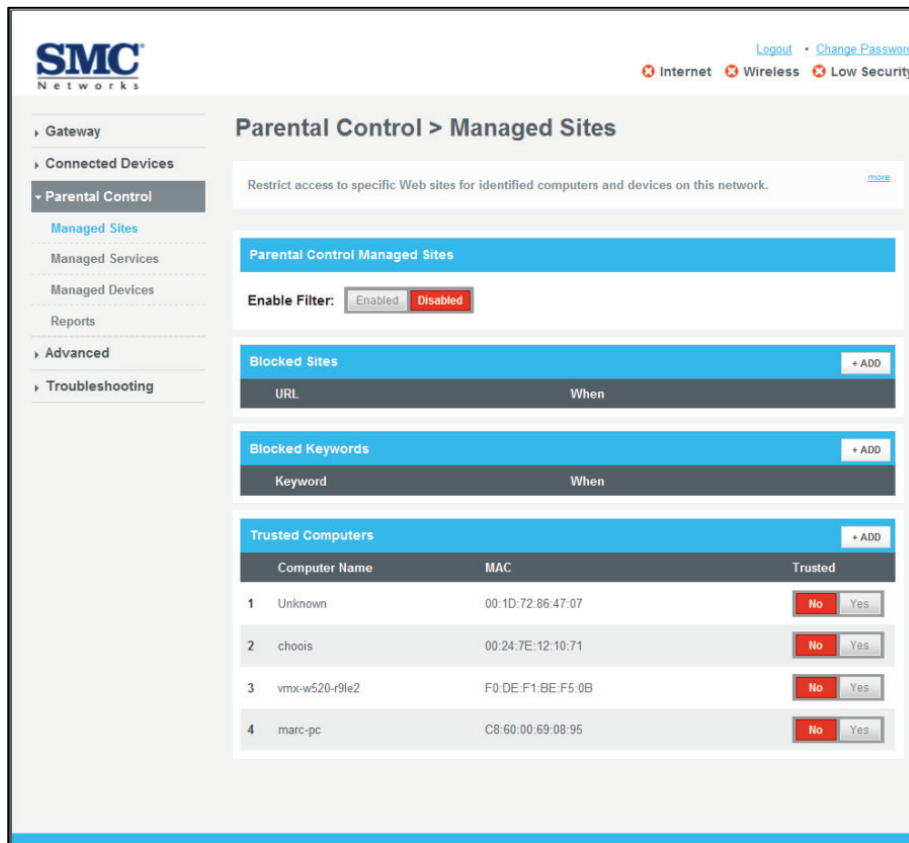 SMC
Networks
Logout • Change Password
Internet Wireless Low Security
Gateway
Connected Devices
Parental Control
Managed Sites
Managed Services
Managed Devices
Reports
Advanced
Troubleshooting
Parental Control > Managed Sites
Restrict access to specific Web sites for identified computers and devices on this network. more
Parental Control Managed Sites
Enable Filter: Enabled Disabled
Blocked Sites + ADD
URL When
Blocked Keywords + ADD
Keyword When
Trusted Computers + ADD
Computer Name MAC Trusted
1 Unknown 00:1D:72:86:47:07 No Yes
2 choois 00:24:7E:12:10:71 No Yes
3 vmx-w520-r9le2 F0:DE:F1:BE:F5:0B No Yes
4 marc-pc C8:60:00:69:08:95 No Yes